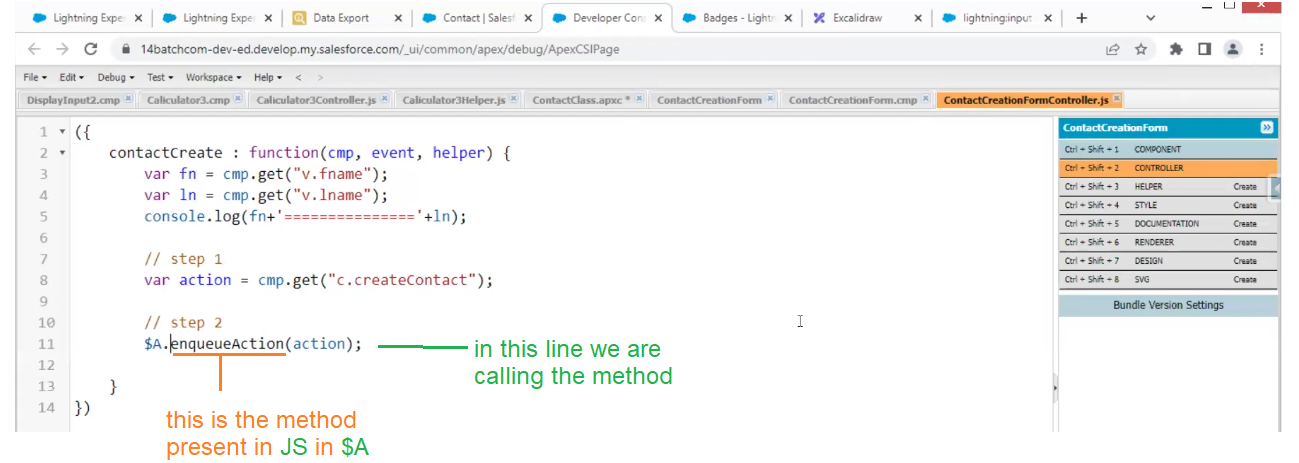 Lightning Expe
Lightning Expe
Data Export
Contact | Salesf
Developer Con
Badges - Lightn
Excalidraw
lightning:input
14batchcom-dev-ed.develop.my.salesforce.com/_ui/common/apex/debug/ApexCSIPage
File Edit Debug Test Workspace Help < >
DisplayInput2.cmp
Caliculator3.cmp
Caliculator3Controller.js
Caliculator3Helper.js
ContactClass.apxc *
ContactCreationForm
ContactCreationForm.cmp
ContactCreationFormController.js
1 ({
2 contactCreate : function(cmp, event, helper) {
3 var fn = cmp.get("v.fname");
4 var ln = cmp.get("v.lname");
5 console.log(fn+'==============='+ln);
6
7 // step 1
8 var action = cmp.get("c.createContact");
9
10 // step 2
11 $A.enqueueAction(action);
12
13 }
14 })
in this line we are
calling the method
this is the method
present in JS in $A
ContactCreationForm
Ctrl + Shift + 1 COMPONENT
Ctrl + Shift + 2 CONTROLLER
Ctrl + Shift + 3 HELPER Create
Ctrl + Shift + 4 STYLE Create
Ctrl + Shift + 5 DOCUMENTATION Create
Ctrl + Shift + 6 RENDERER Create
Ctrl + Shift + 7 DESIGN Create
Ctrl + Shift + 8 SVG Create
Bundle Version Settings